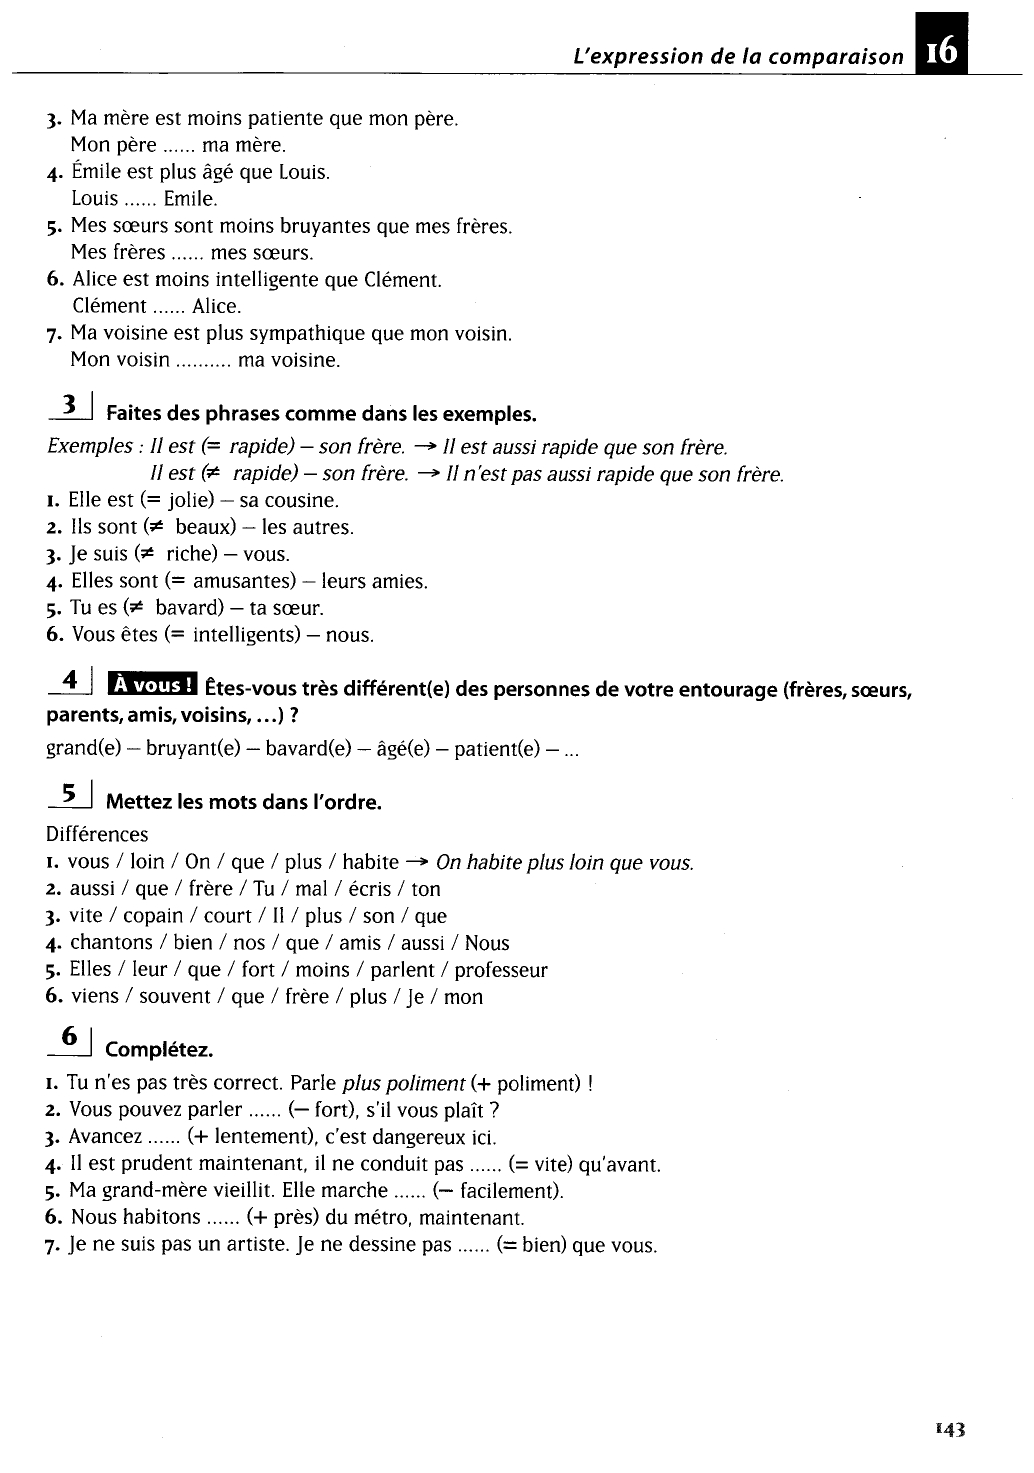 L'expression de la comparaison 16
3. Ma mère est moins patiente que mon père.
Mon père ...... ma mère.
4. Émile est plus âgé que Louis.
Louis ...... Emile.
5. Mes sœurs sont moins bruyantes que mes frères.
Mes frères ...... mes sœurs.
6. Alice est moins intelligente que Clément.
Clément ...... Alice.
7. Ma voisine est plus sympathique que mon voisin.
Mon voisin .......... ma voisine.
3 Faites des phrases comme dans les exemples.
Exemples : Il est (= rapide) – son frère. → Il est aussi rapide que son frère.
Il est (≠ rapide) – son frère. → Il n'est pas aussi rapide que son frère.
1. Elle est (= jolie) – sa cousine.
2. Ils sont (≠ beaux) – les autres.
3. Je suis (≠ riche) – vous.
4. Elles sont (= amusantes) – leurs amies.
5. Tu es (≠ bavard) – ta sœur.
6. Vous êtes (= intelligents) – nous.
4 À vous ! Êtes-vous très différent(e) des personnes de votre entourage (frères, sœurs,
parents, amis, voisins, ...) ?
grand(e) – bruyant(e) – bavard(e) – âgé(e) – patient(e) – ...
5 Mettez les mots dans l'ordre.
Différences
1. vous / loin / On / que / plus / habite → On habite plus loin que vous.
2. aussi / que / frère / Tu / mal / écris / ton
3. vite / copain / court / Il / plus / son / que
4. chantons / bien / nos / que / amis / aussi / Nous
5. Elles / leur / que / fort / moins / parlent / professeur
6. viens / souvent / que / frère / plus / Je / mon
6 Complétez.
1. Tu n'es pas très correct. Parle plus poliment (+ poliment) !
2. Vous pouvez parler ...... (– fort), s'il vous plaît ?
3. Avancez ...... (+ lentement), c'est dangereux ici.
4. Il est prudent maintenant, il ne conduit pas ...... (= vite) qu'avant.
5. Ma grand-mère vieillit. Elle marche ...... (– facilement).
6. Nous habitons ...... (+ près) du métro, maintenant.
7. Je ne suis pas un artiste. Je ne dessine pas ...... (= bien) que vous.
143